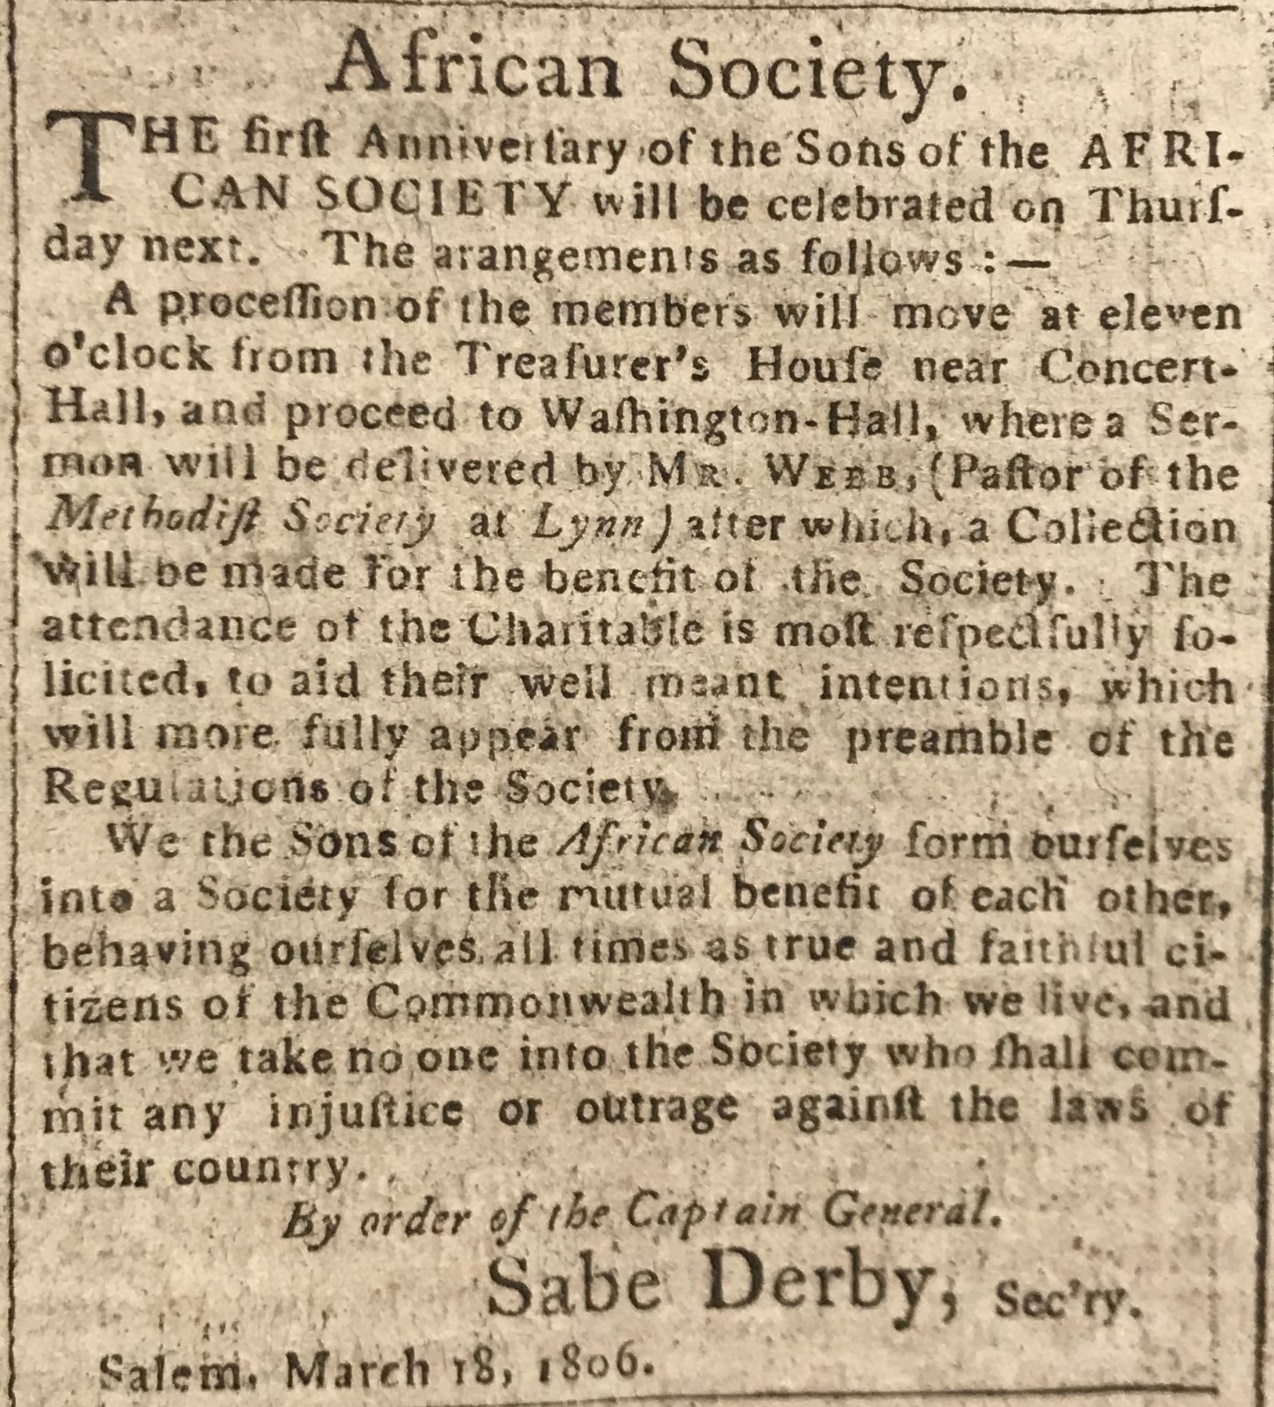 African Society.
THE firſt Anniverſary of the Sons of the AFRI-
CAN SOCIETY will be celebrated on Thurſ-
day next. The arangements as follows :—
A proceſſion of the members will move at eleven
o'clock from the Treaſurer's Houſe near Concert-
Hall, and proceed to Waſhington-Hall, where a Ser-
mon will be delivered by MR. WEBB, (Paſtor of the
Methodiſt Society at Lynn) after which, a Collection
will be made for the benefit of the Society. The
attendance of the Charitable is moſt reſpectfully ſo-
licited, to aid their well meant intentions, which
will more fully appear from the preamble of the
Regulations of the Society.
We the Sons of the African Society form ourſelves
into a Society for the mutual benefit of each other,
behaving ourſelves all times as true and faithful ci-
tizens of the Commonwealth in which we live, and
that we take no one into the Society who ſhall com-
mit any injuſtice or outrage againſt the laws of
their country.
By order of the Captain General.
Sabe Derby, Sec'ry.
Salem, March 18, 1806.